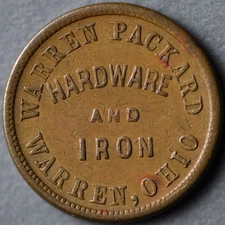 WARREN PACKARD
HARDWARE
AND
IRON
WARREN, OHIO